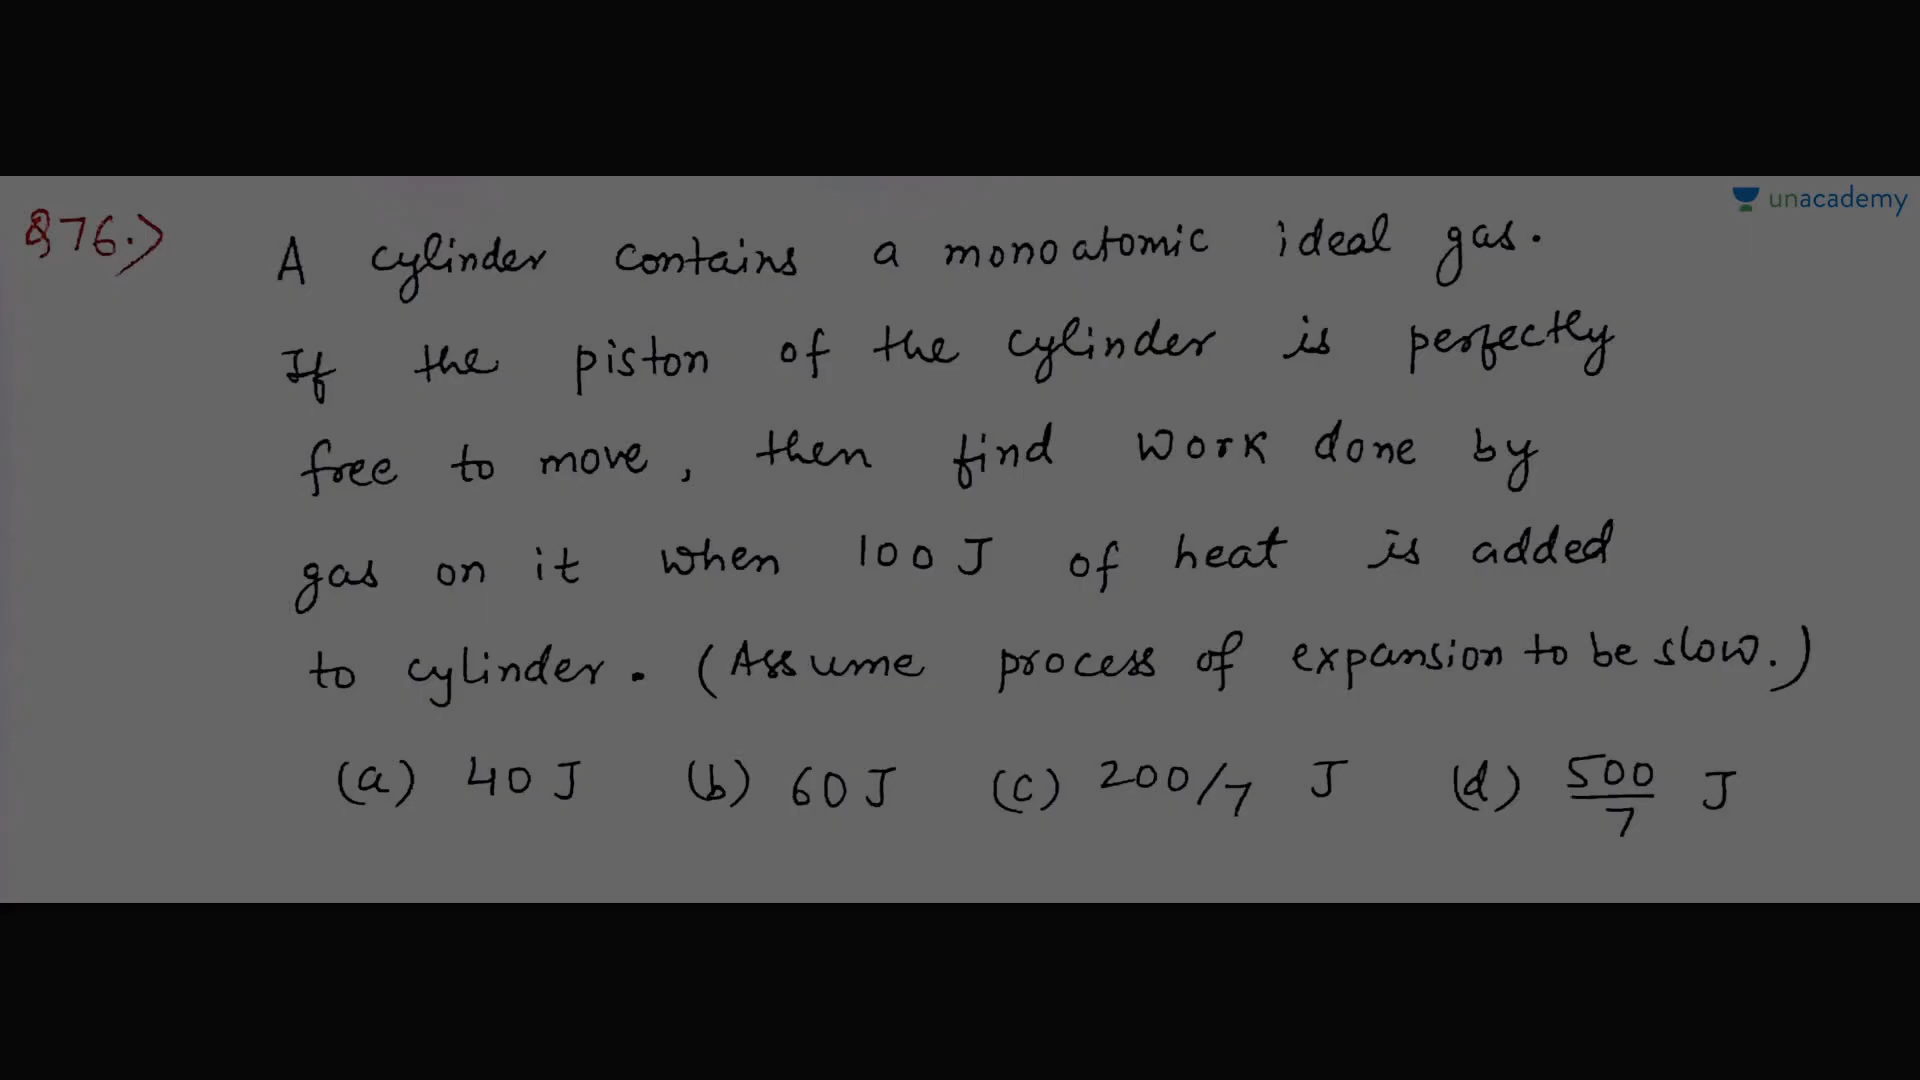 unacademy
Q76.)
A cylinder contains a monoatomic ideal gas.
If the piston of the cylinder is perfectly
free to move, then find work done by
gas on it when 100 J of heat is added
to cylinder. (Assume process of expansion to be slow.)
(a) 40 J (b) 60 J (c) 200/7 J (d) 500/7 J